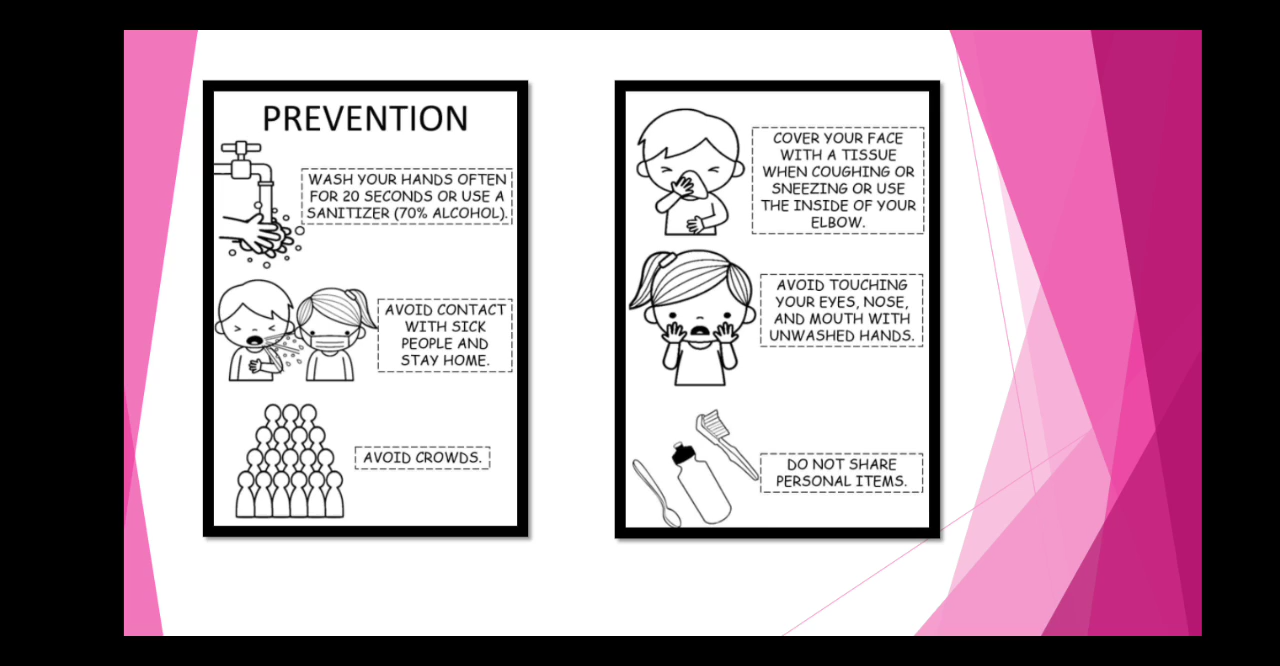 PREVENTION
WASH YOUR HANDS OFTEN
FOR 20 SECONDS OR USE A
SANITIZER (70% ALCOHOL).
AVOID CONTACT
WITH SICK
PEOPLE AND
STAY HOME.
AVOID CROWDS.
COVER YOUR FACE
WITH A TISSUE
WHEN COUGHING OR
SNEEZING OR USE
THE INSIDE OF YOUR
ELBOW.
AVOID TOUCHING
YOUR EYES, NOSE,
AND MOUTH WITH
UNWASHED HANDS.
DO NOT SHARE
PERSONAL ITEMS.